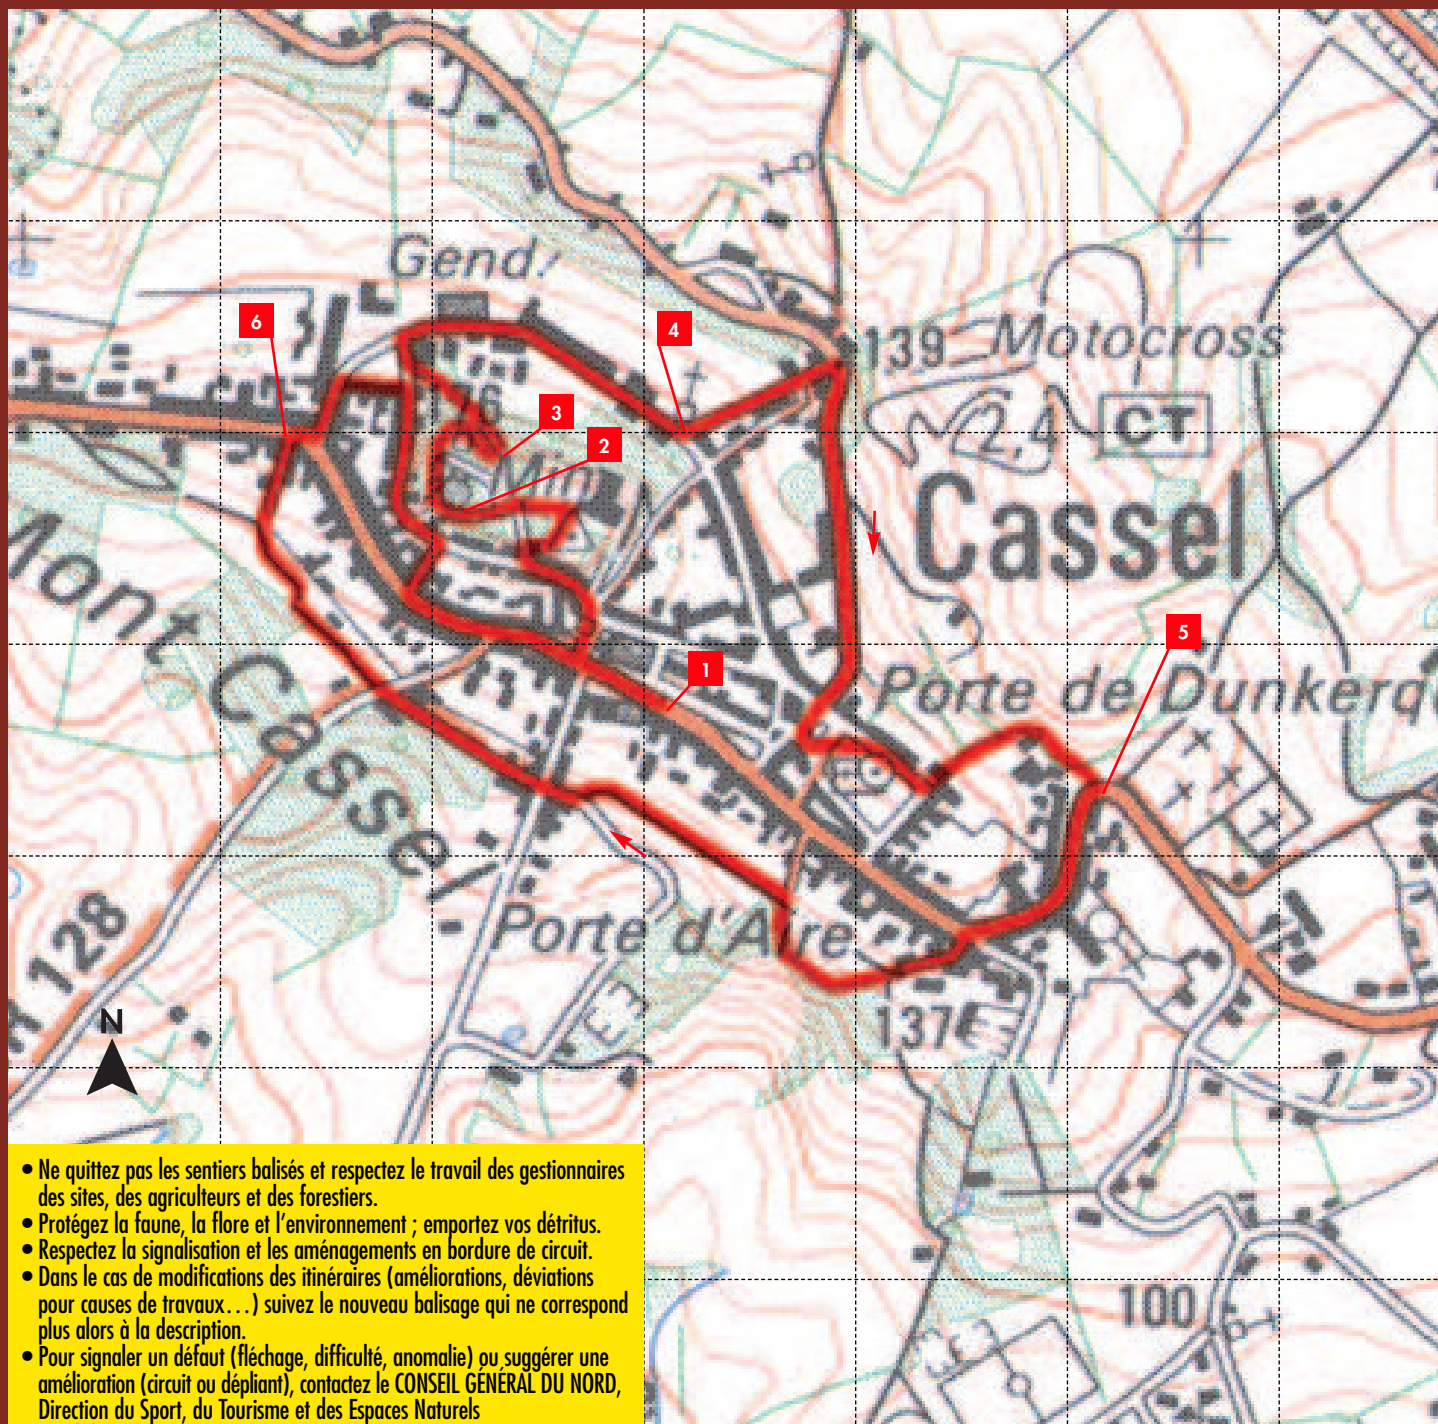 Gend.
6
4
139
Motocross
3
6
2,4
CT
2
Min
Cassel
Mont Cassel
5
1
Porte de Dunkerq
Porte d'Aire
128
137
N
100
• Ne quittez pas les sentiers balisés et respectez le travail des gestionnaires
des sites, des agriculteurs et des forestiers.
• Protégez la faune, la flore et l'environnement ; emportez vos détritus.
• Respectez la signalisation et les aménagements en bordure de circuit.
• Dans le cas de modifications des itinéraires (améliorations, déviations
pour causes de travaux…) suivez le nouveau balisage qui ne correspond
plus alors à la description.
• Pour signaler un défaut (fléchage, difficulté, anomalie) ou suggérer une
amélioration (circuit ou dépliant), contactez le CONSEIL GÉNÉRAL DU NORD,
Direction du Sport, du Tourisme et des Espaces Naturels